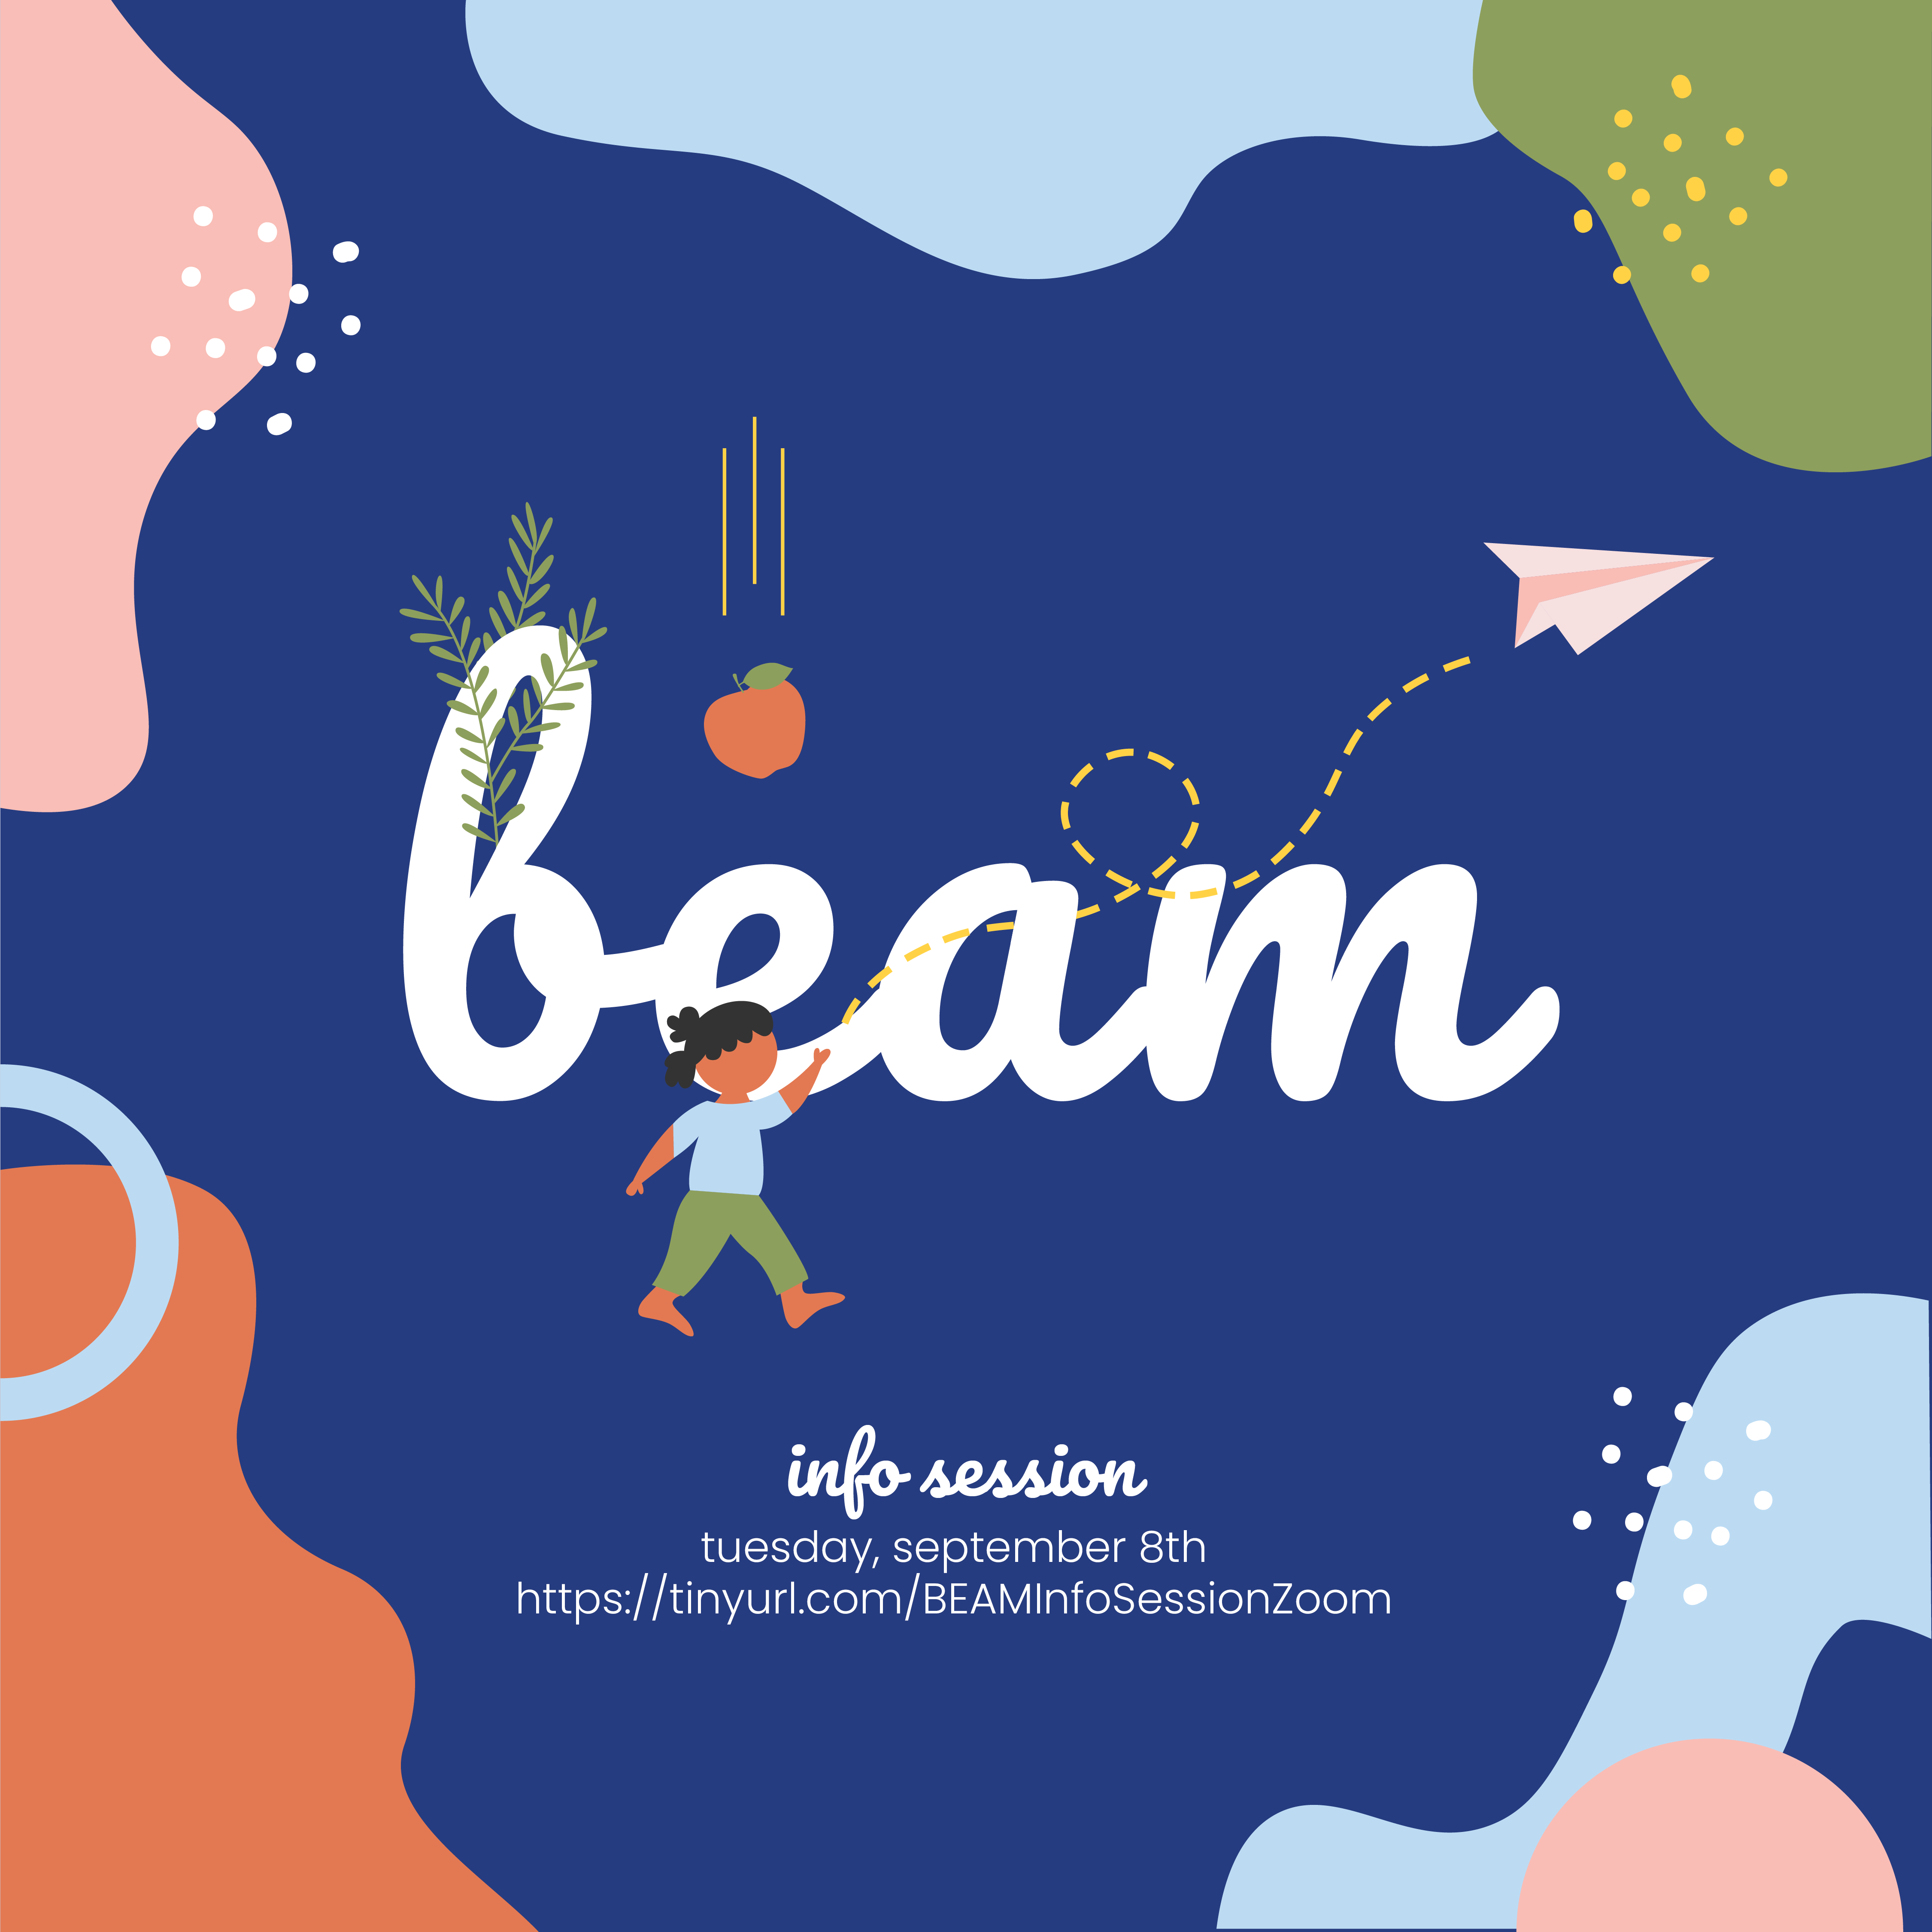 beam
info session
tuesday, september 8th
https://tinyurl.com/BEAMInfoSessionZoom